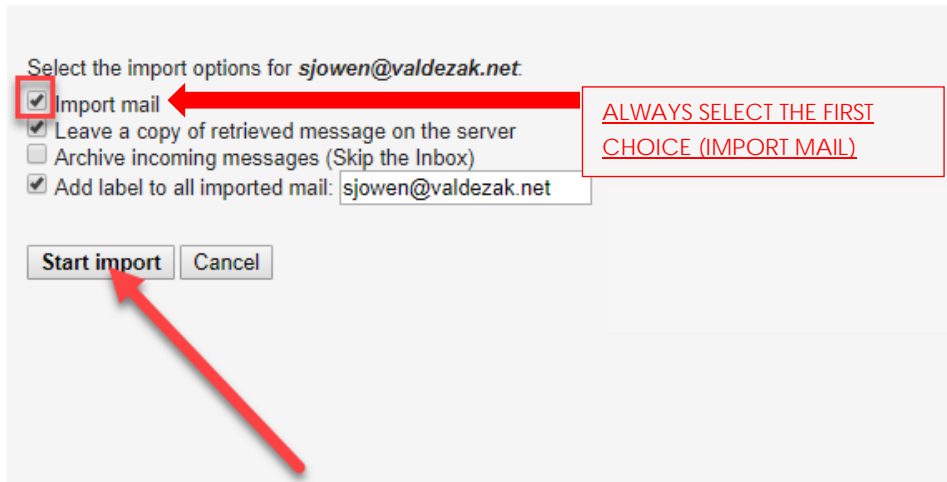 Select the import options for sjowen@valdezak.net:
Import mail
ALWAYS SELECT THE FIRST
CHOICE (IMPORT MAIL)
Leave a copy of retrieved message on the server
Archive incoming messages (Skip the Inbox)
Add label to all imported mail: sjowen@valdezak.net
Start import Cancel